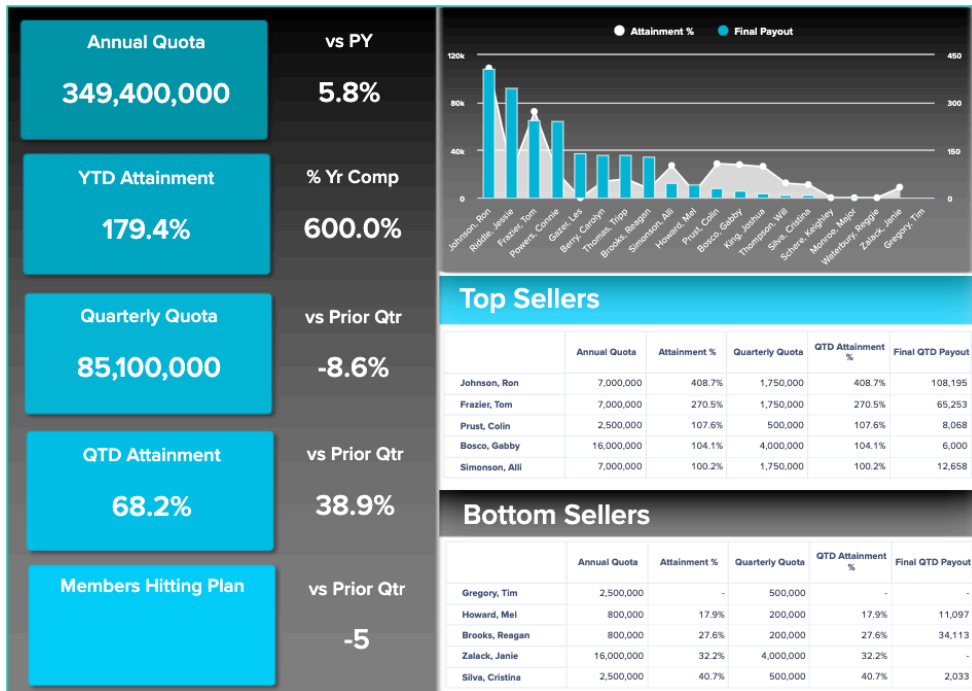 Annual Quota
349,400,000
vs PY
5.8%
YTD Attainment
179.4%
% Yr Comp
600.0%
Quarterly Quota
85,100,000
vs Prior Qtr
-8.6%
QTD Attainment
68.2%
vs Prior Qtr
38.9%
Members Hitting Plan
vs Prior Qtr
-5
Attainment % Final Payout
120k 450
80k 300
40k 150
0 0
Johnson, Ron
Riddle, Jessie
Frazier, Tom
Powers, Connie
Gazer, Les
Berry, Carolyn
Thomas, Tripp
Brooks, Reagan
Simonson, Alli
Howard, Mel
Prust, Colin
Bosco, Gabby
King, Joshua
Thompson, Will
Silva, Cristina
Schere, Keighley
Monroe, Major
Waterbury, Reggie
Zalack, Janie
Gregory, Tim
Top Sellers
Annual Quota Attainment % Quarterly Quota QTD Attainment % Final QTD Payout
Johnson, Ron 7,000,000 408.7% 1,750,000 408.7% 108,195
Frazier, Tom 7,000,000 270.5% 1,750,000 270.5% 65,253
Prust, Colin 2,500,000 107.6% 500,000 107.6% 8,068
Bosco, Gabby 16,000,000 104.1% 4,000,000 104.1% 6,000
Simonson, Alli 7,000,000 100.2% 1,750,000 100.2% 12,658
Bottom Sellers
Annual Quota Attainment % Quarterly Quota QTD Attainment % Final QTD Payout
Gregory, Tim 2,500,000 - 500,000 - -
Howard, Mel 800,000 17.9% 200,000 17.9% 11,097
Brooks, Reagan 800,000 27.6% 200,000 27.6% 34,113
Zalack, Janie 16,000,000 32.2% 4,000,000 32.2% -
Silva, Cristina 2,500,000 40.7% 500,000 40.7% 2,033